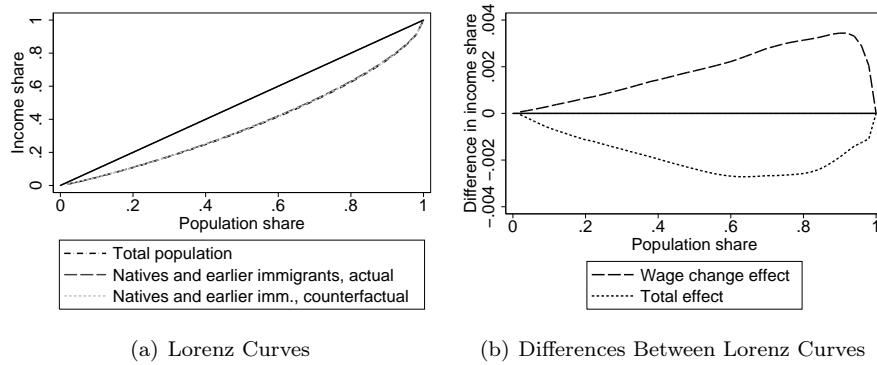 Income share
0 .2 .4 .6 .8 1
0 .2 .4 .6 .8 1
Population share
Total population
Natives and earlier immigrants, actual
Natives and earlier imm., counterfactual
(a) Lorenz Curves
Difference in income share
-.004 -.002 0 .002 .004
0 .2 .4 .6 .8 1
Population share
Wage change effect
Total effect
(b) Differences Between Lorenz Curves